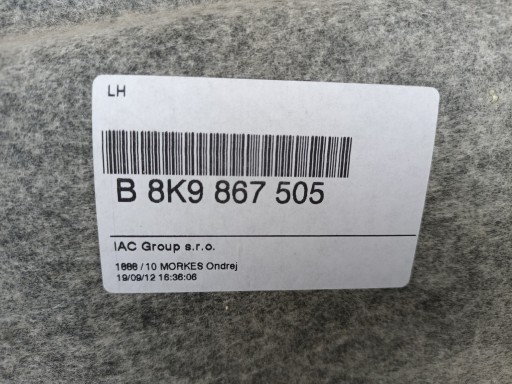 LH
B 8K9 867 505
IAC Group s.r.o.
1666 / 10 MORKES Ondrej
19/09/12 16:36:06